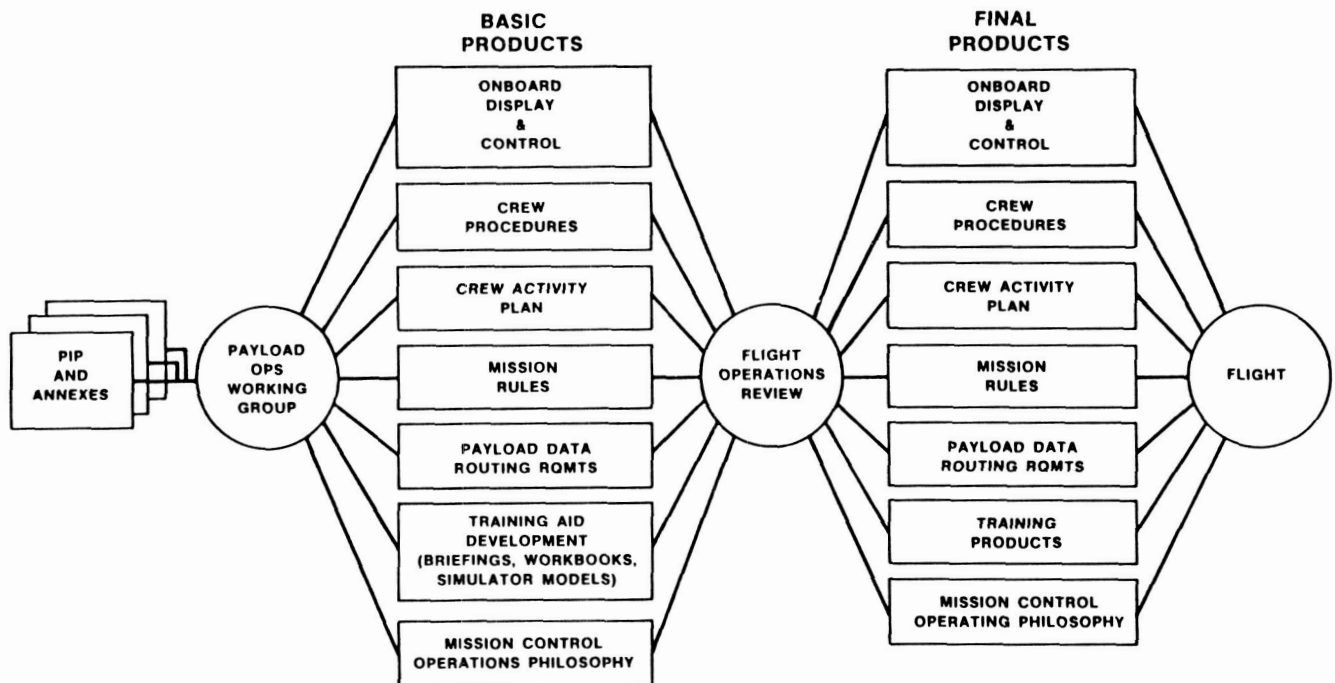 BASIC
PRODUCTS
FINAL
PRODUCTS
PIP
AND
ANNEXES
PAYLOAD
OPS
WORKING
GROUP
ONBOARD
DISPLAY
&
CONTROL
CREW
PROCEDURES
CREW ACTIVITY
PLAN
MISSION
RULES
PAYLOAD DATA
ROUTING RQMTS
TRAINING AID
DEVELOPMENT
(BRIEFINGS, WORKBOOKS,
SIMULATOR MODELS)
MISSION CONTROL
OPERATIONS PHILOSOPHY
FLIGHT
OPERATIONS
REVIEW
ONBOARD
DISPLAY
&
CONTROL
CREW
PROCEDURES
CREW ACTIVITY
PLAN
MISSION
RULES
PAYLOAD DATA
ROUTING RQMTS
TRAINING
PRODUCTS
MISSION CONTROL
OPERATING PHILOSOPHY
FLIGHT